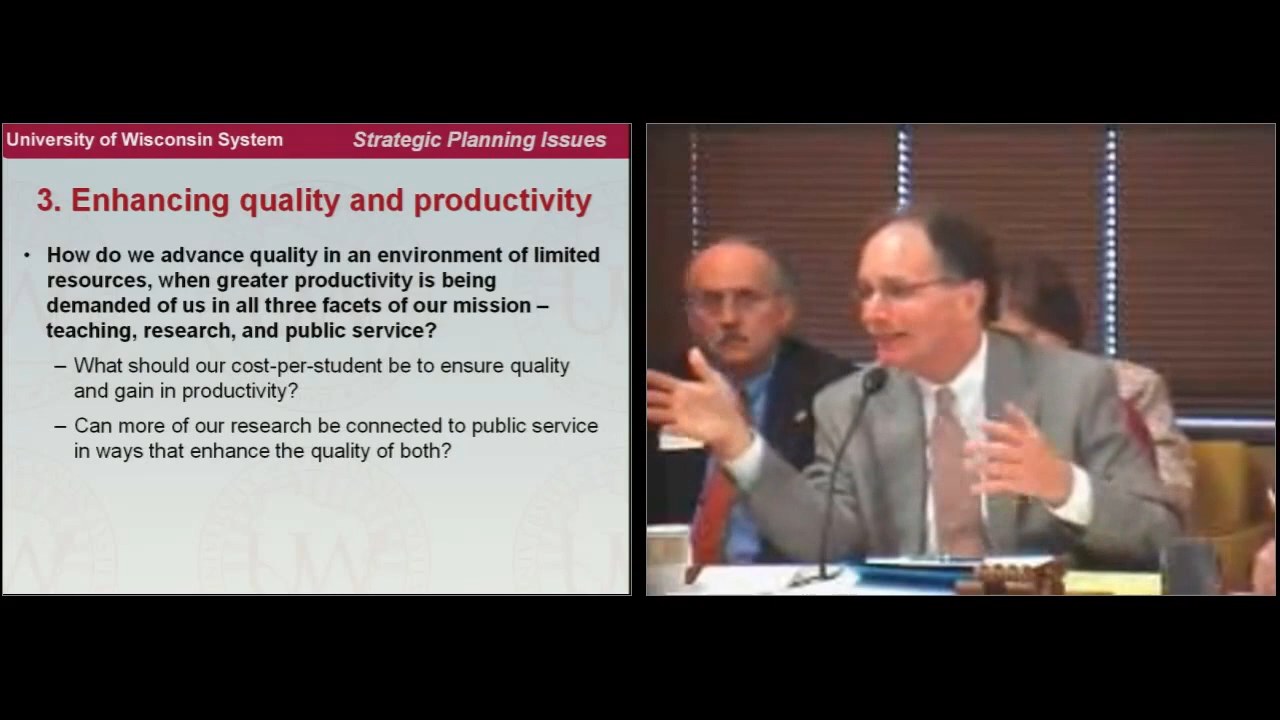 University of Wisconsin System
Strategic Planning Issues
3. Enhancing quality and productivity
• How do we advance quality in an environment of limited
resources, when greater productivity is being
demanded of us in all three facets of our mission –
teaching, research, and public service?
– What should our cost-per-student be to ensure quality
and gain in productivity?
– Can more of our research be connected to public service
in ways that enhance the quality of both?